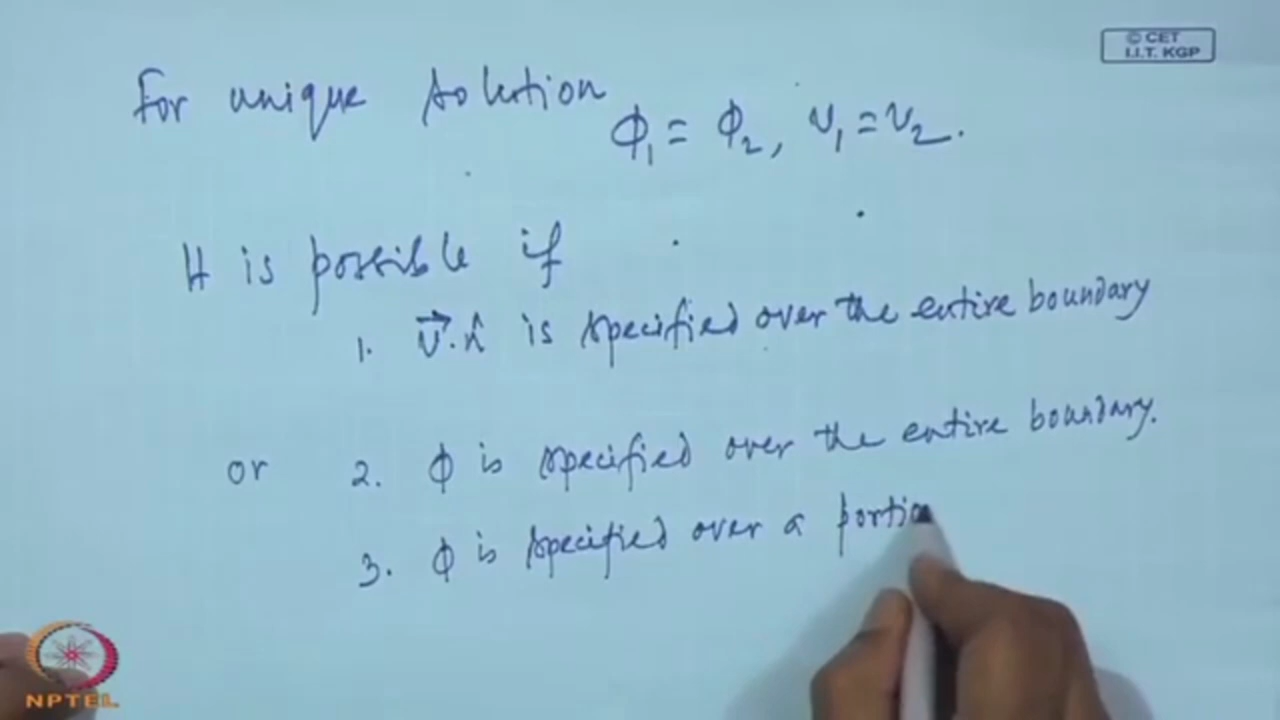 © CET
I.I.T. KGP
For unique solution
φ₁ = φ₂, v₁ = v₂.
It is possible if
1. v⃗.n̂ is specified over the entire boundary
or 2. φ is specified over the entire boundary.
3. φ is specified over a portio
NPTEL